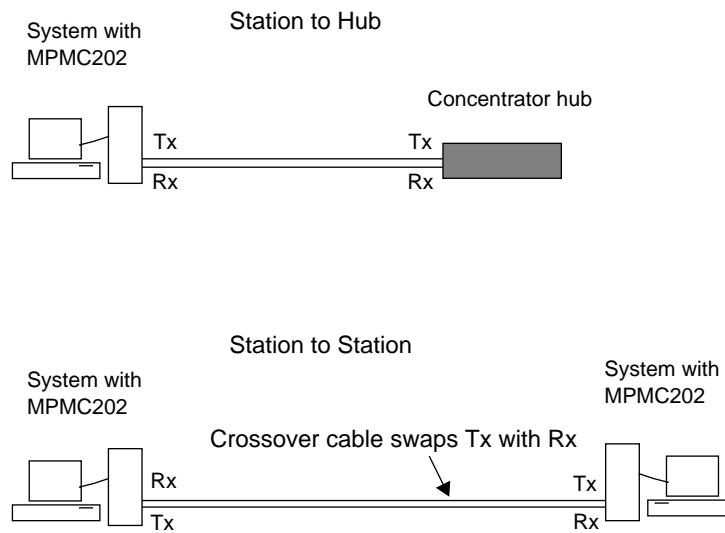 Station to Hub
System with
MPMC202
Concentrator hub
Tx
Tx
Rx
Rx
Station to Station
System with
MPMC202
System with
MPMC202
Crossover cable swaps Tx with Rx
Rx
Tx
Tx
Rx